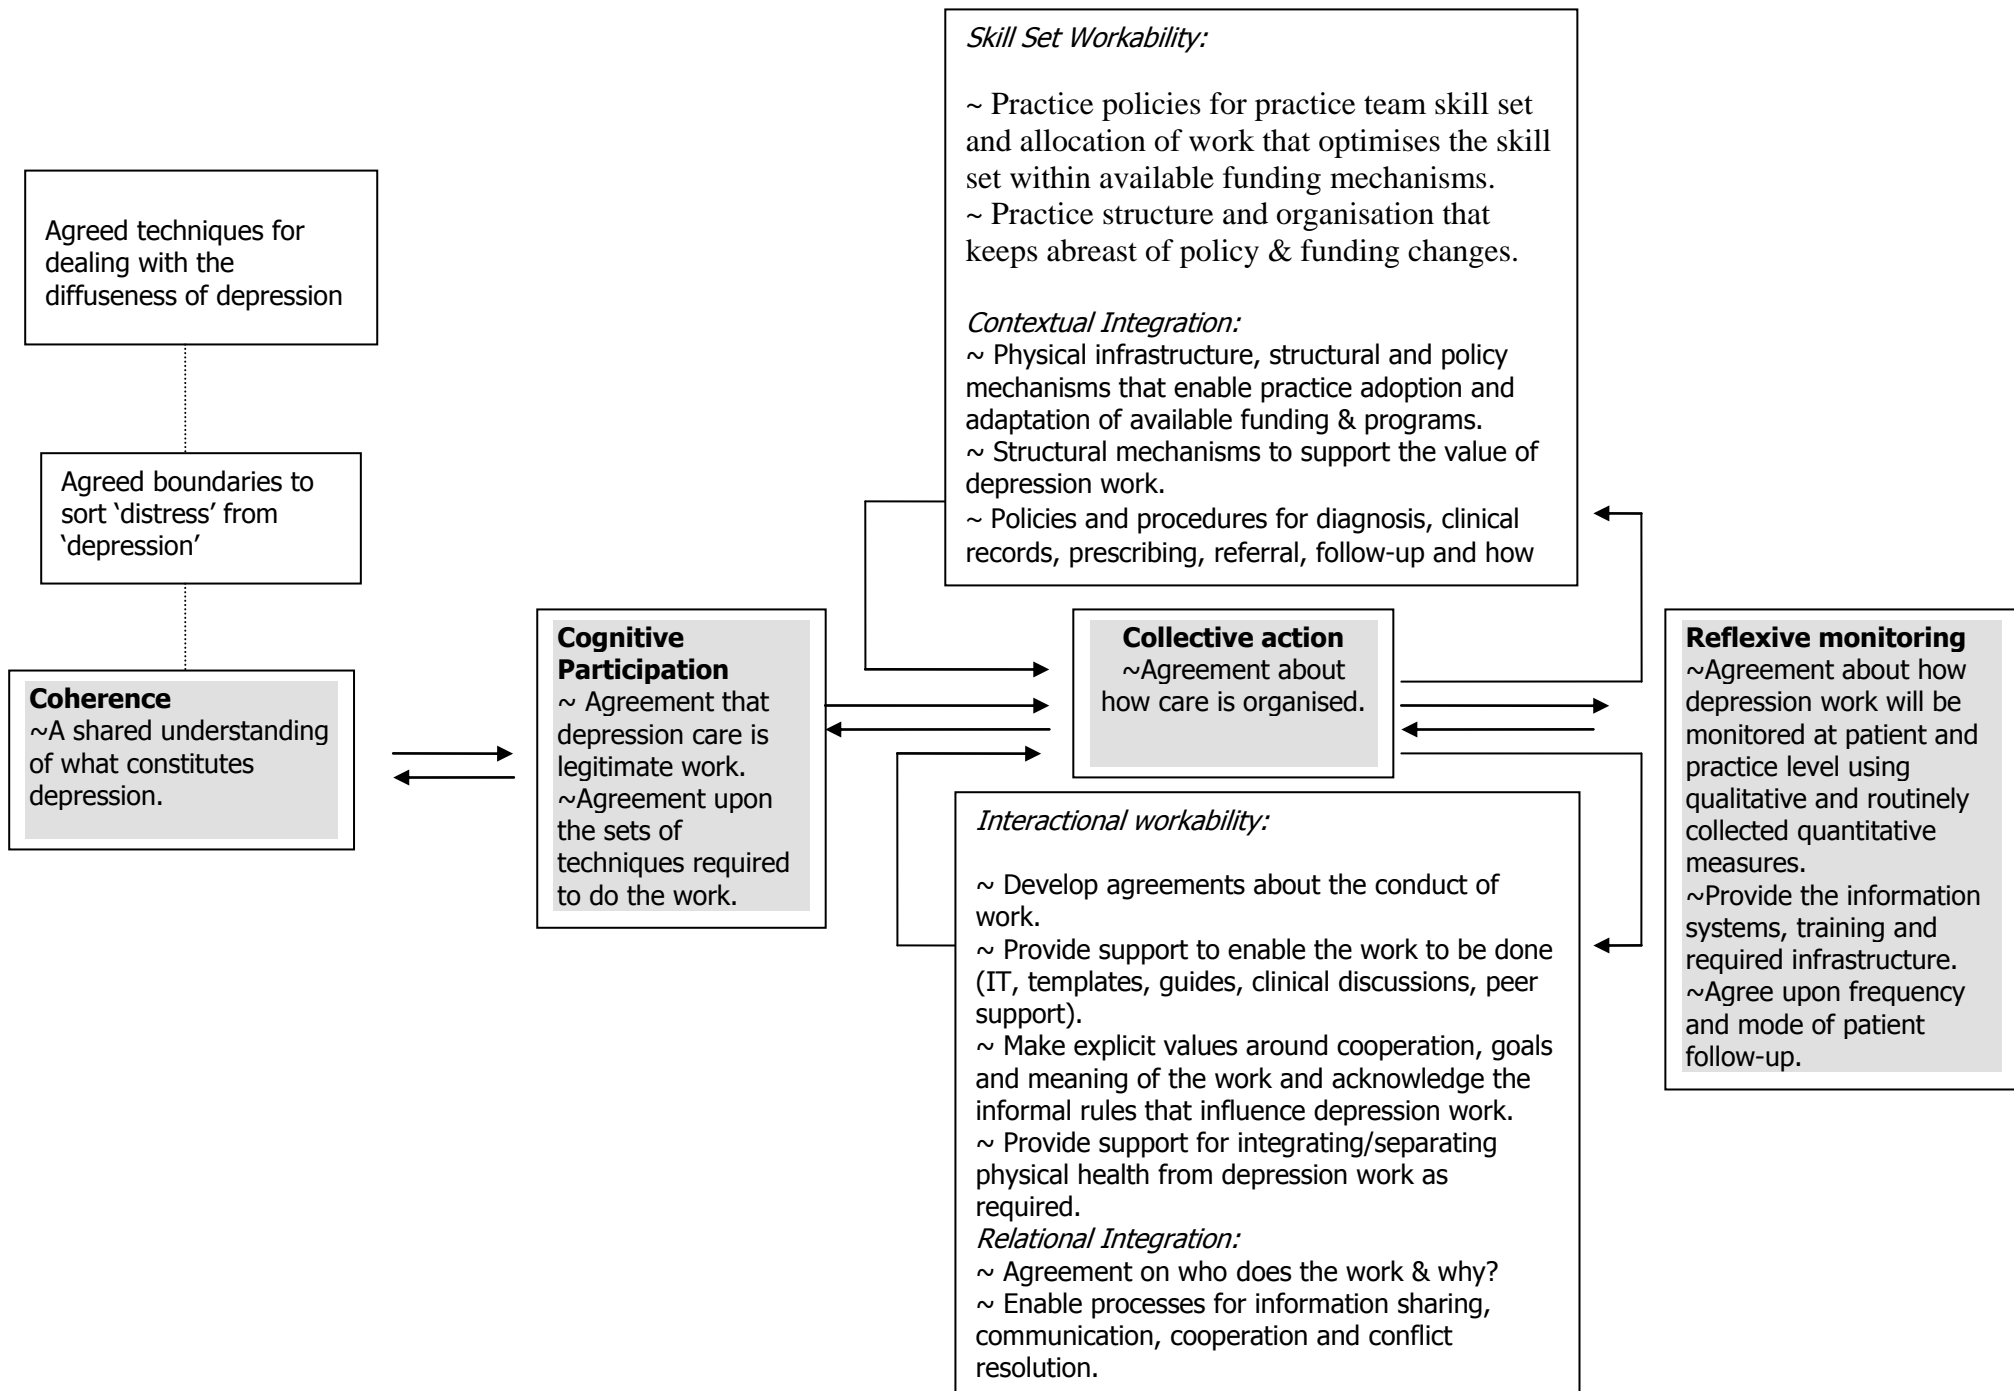 Skill Set Workability:
~ Practice policies for practice team skill set
and allocation of work that optimises the skill
set within available funding mechanisms.
~ Practice structure and organisation that
keeps abreast of policy & funding changes.
Contextual Integration:
~ Physical infrastructure, structural and policy
mechanisms that enable practice adoption and
adaptation of available funding & programs.
~ Structural mechanisms to support the value of
depression work.
~ Policies and procedures for diagnosis, clinical
records, prescribing, referral, follow-up and how
Agreed techniques for
dealing with the
diffuseness of depression
Agreed boundaries to
sort ‘distress’ from
‘depression’
Coherence
~A shared understanding
of what constitutes
depression.
Cognitive
Participation
~ Agreement that
depression care is
legitimate work.
~Agreement upon
the sets of
techniques required
to do the work.
Collective action
~Agreement about
how care is organised.
Reflexive monitoring
~Agreement about how
depression work will be
monitored at patient and
practice level using
qualitative and routinely
collected quantitative
measures.
~Provide the information
systems, training and
required infrastructure.
~Agree upon frequency
and mode of patient
follow-up.
Interactional workability:
~ Develop agreements about the conduct of
work.
~ Provide support to enable the work to be done
(IT, templates, guides, clinical discussions, peer
support).
~ Make explicit values around cooperation, goals
and meaning of the work and acknowledge the
informal rules that influence depression work.
~ Provide support for integrating/separating
physical health from depression work as
required.
Relational Integration:
~ Agreement on who does the work & why?
~ Enable processes for information sharing,
communication, cooperation and conflict
resolution.